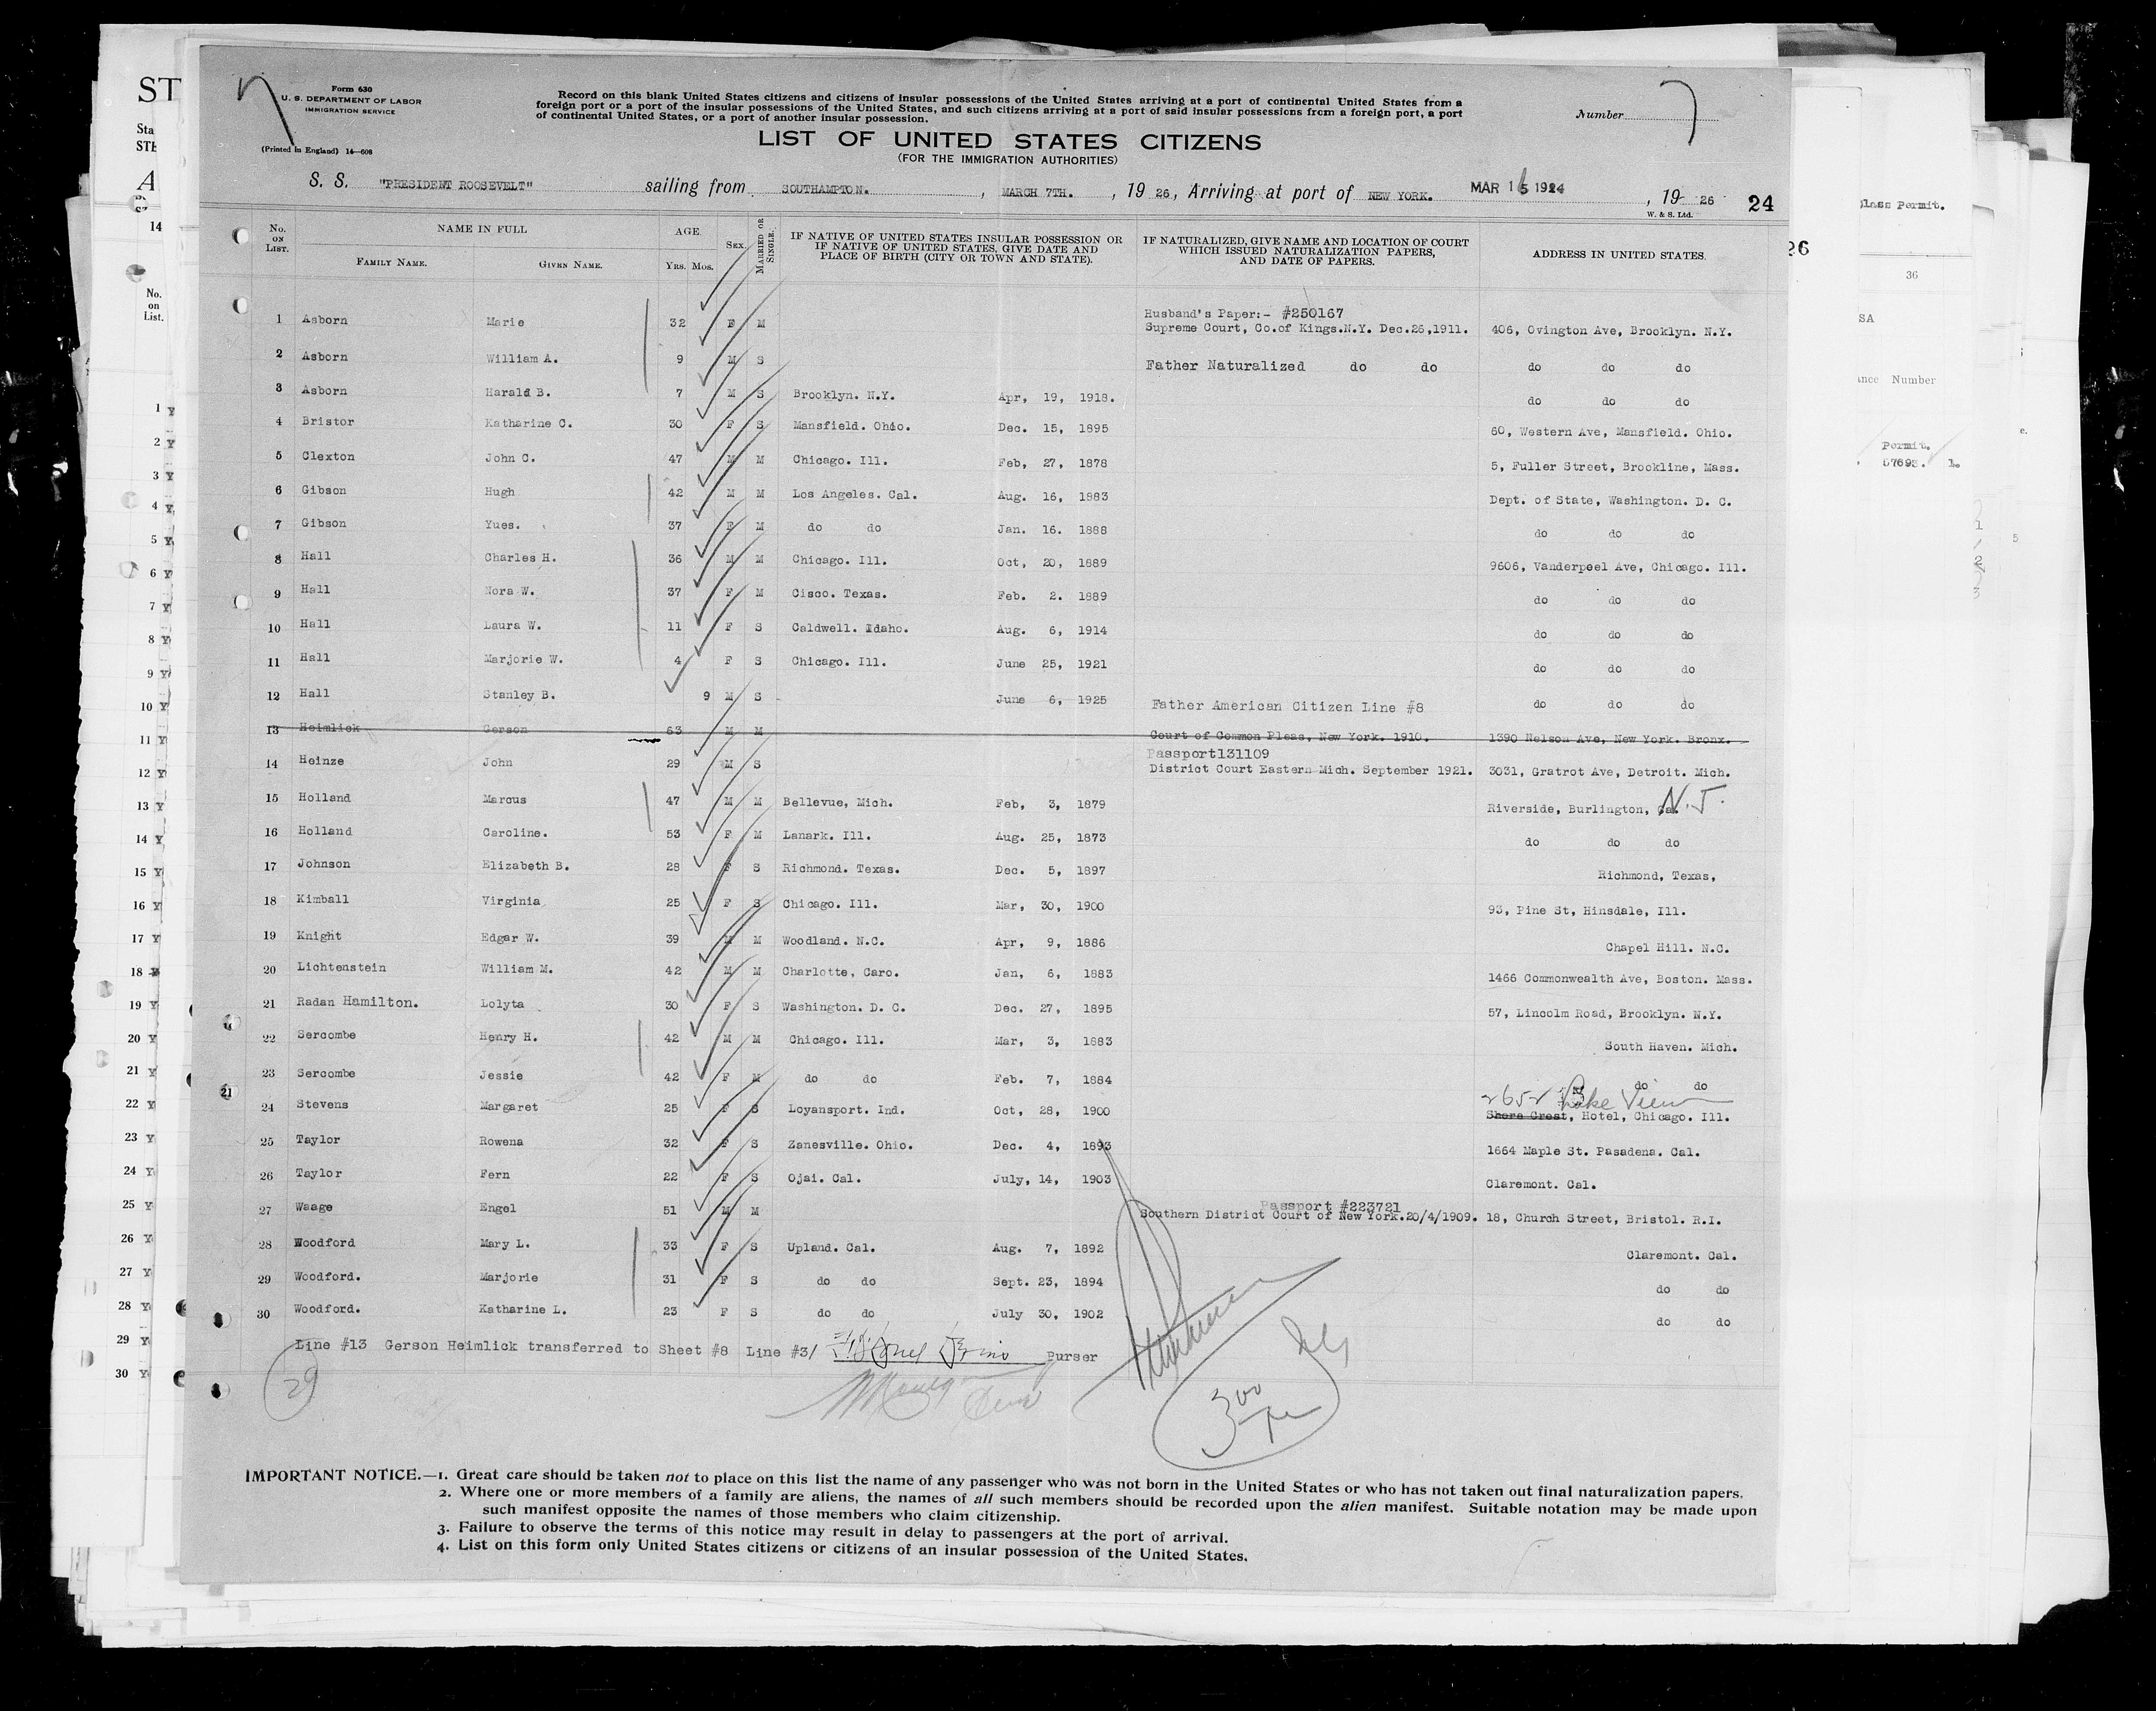 Form 630
U. S. DEPARTMENT OF LABOR
IMMIGRATION SERVICE
(Printed in England) 14—608
Record on this blank United States citizens and citizens of insular possessions of the United States arriving at a port of continental United States from a
foreign port or a port of the insular possessions of the United States, and such citizens arriving at a port of said insular possessions from a foreign port, a port
of continental United States, or a port of another insular possession.
Number
LIST OF UNITED STATES CITIZENS
(FOR THE IMMIGRATION AUTHORITIES)
S. S. "PRESIDENT ROOSEVELT" sailing from SOUTHAMPTON. , MARCH 7TH. , 19 26, Arriving at port of NEW YORK. MAR 16 1924 , 19 26
W. & S. Ltd. 24
No. ON LIST. NAME IN FULL FAMILY NAME. GIVEN NAME. AGE. YRS. MOS. SEX. MARRIED OR SINGLE. IF NATIVE OF UNITED STATES INSULAR POSSESSION OR IF NATIVE OF UNITED STATES, GIVE DATE AND PLACE OF BIRTH (CITY OR TOWN AND STATE). IF NATURALIZED, GIVE NAME AND LOCATION OF COURT WHICH ISSUED NATURALIZATION PAPERS, AND DATE OF PAPERS. ADDRESS IN UNITED STATES.
Husband's Paper:- #250167
1 Asborn Marie 32 F M Supreme Court, Co.of Kings.N.Y. Dec.26,1911. 406, Ovington Ave, Brooklyn. N.Y.
2 Asborn William A. 9 M S Father Naturalized do do do do do
3 Asborn Harald B. 7 M S Brooklyn. N.Y. Apr, 19, 1918. do do do
4 Bristor Katharine C. 30 F S Mansfield. Ohio. Dec. 15, 1895 60, Western Ave, Mansfield. Ohio.
5 Clexton John C. 47 M M Chicago. Ill. Feb, 27, 1878 5, Fuller Street, Brookline, Mass.
6 Gibson Hugh 42 M M Los Angeles. Cal. Aug. 16, 1883 Dept. of State, Washington. D. C.
7 Gibson Yues. 37 F M do do Jan. 16. 1888 do do do
8 Hall Charles H. 36 M M Chicago. Ill. Oct, 20, 1889 9606, Vanderpoel Ave, Chicago. Ill.
9 Hall Nora W. 37 F M Cisco. Texas. Feb. 2. 1889 do do do
10 Hall Laura W. 11 F S Caldwell. Idaho. Aug. 6, 1914 do do do
11 Hall Marjorie W. 4 F S Chicago. Ill. June 25, 1921 do do do
12 Hall Stanley B. 9 M S June 6, 1925 Father American Citizen Line #8 do do do
13 Heimlick Gerson 63 M M Court of Common Pleas, New York. 1910. 1390 Nelson Ave, New York. Bronx.
Passport131109
14 Heinze John 29 M S District Court Eastern Mich. September 1921. 3031, Gratrot Ave, Detroit. Mich.
15 Holland Marcus 47 M M Bellevue, Mich. Feb, 3, 1879 Riverside, Burlington, Cal. N.J.
16 Holland Caroline. 53 F M Lanark. Ill. Aug. 25, 1873 do do do
17 Johnson Elizabeth B. 28 F S Richmond. Texas. Dec. 5, 1897 Richmond, Texas,
18 Kimball Virginia 25 F S Chicago. Ill. Mar, 30, 1900 93, Pine St, Hinsdale, Ill.
19 Knight Edgar W. 39 M M Woodland. N.C. Apr, 9, 1886 Chapel Hill. N.C.
20 Lichtenstein William M. 42 M M Charlotte, Caro. Jan, 6, 1883 1466 Commonwealth Ave, Boston. Mass.
21 Radan Hamilton. Lolyta 30 F S Washington. D. C. Dec. 27, 1895 57, Lincolm Road, Brooklyn. N.Y.
22 Sercombe Henry H. 42 M M Chicago. Ill. Mar, 3, 1883 South Haven. Mich.
23 Sercombe Jessie 42 F M do do Feb. 7, 1884 do do
2652 Lake View
24 Stevens Margaret 25 F S Loyansport. Ind. Oct, 28, 1900 Shore Crest, Hotel, Chicago. Ill.
25 Taylor Rowena 32 F S Zanesville. Ohio. Dec. 4, 1893 1664 Maple St. Pasadena. Cal.
26 Taylor Fern 22 F S Ojai. Cal. July, 14, 1903 Claremont. Cal.
Passport #223721
27 Waage Engel 51 M M Southern District Court of New York.20/4/1909. 18, Church Street, Bristol. R.I.
28 Woodford Mary L. 33 F S Upland. Cal. Aug. 7, 1892 Claremont. Cal.
29 Woodford. Marjorie 31 F S do do Sept. 23, 1894 do do
30 Woodford. Katharine L. 23 F S do do July 30, 1902 do do
Line #13 Gerson Heimlick transferred to Sheet #8 Line #31 Purser
29
300
IMPORTANT NOTICE.—1. Great care should be taken not to place on this list the name of any passenger who was not born in the United States or who has not taken out final naturalization papers.
2. Where one or more members of a family are aliens, the names of all such members should be recorded upon the alien manifest. Suitable notation may be made upon
such manifest opposite the names of those members who claim citizenship.
3. Failure to observe the terms of this notice may result in delay to passengers at the port of arrival.
4. List on this form only United States citizens or citizens of an insular possession of the United States.